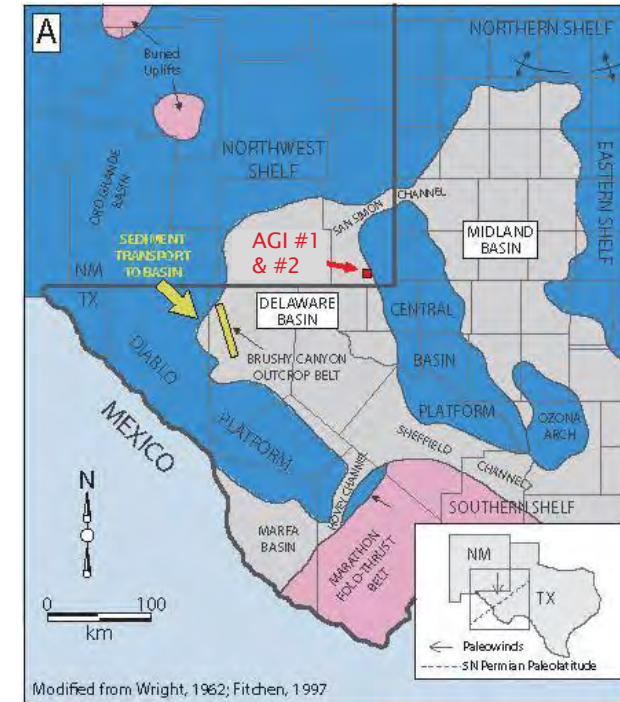 A
Buried
Uplifts
NORTHERN SHELF
EASTERN SHELF
NORTHWEST
SHELF
ORO GRANDE
BASIN
SAN SIMON
CHANNEL
MIDLAND
BASIN
SEDIMENT
TRANSPORT
TO BASIN
AGI #1
& #2
NM
TX
DELAWARE
BASIN
CENTRAL
BASIN
PLATFORM
BRUSHY CANYON
OUTCROP BELT
DIABLO
PLATFORM
OZONA
ARCH
MEXICO
SHEFFIELD
CHANNEL
HOVEY CHANNEL
SOUTHERN SHELF
MARFA
BASIN
MARATHON
FOLD-THRUST
BELT
N
0 100
km
NM
TX
Paleowinds
5N Permian Paleolatitude
Modified from Wright, 1962; Fitchen, 1997